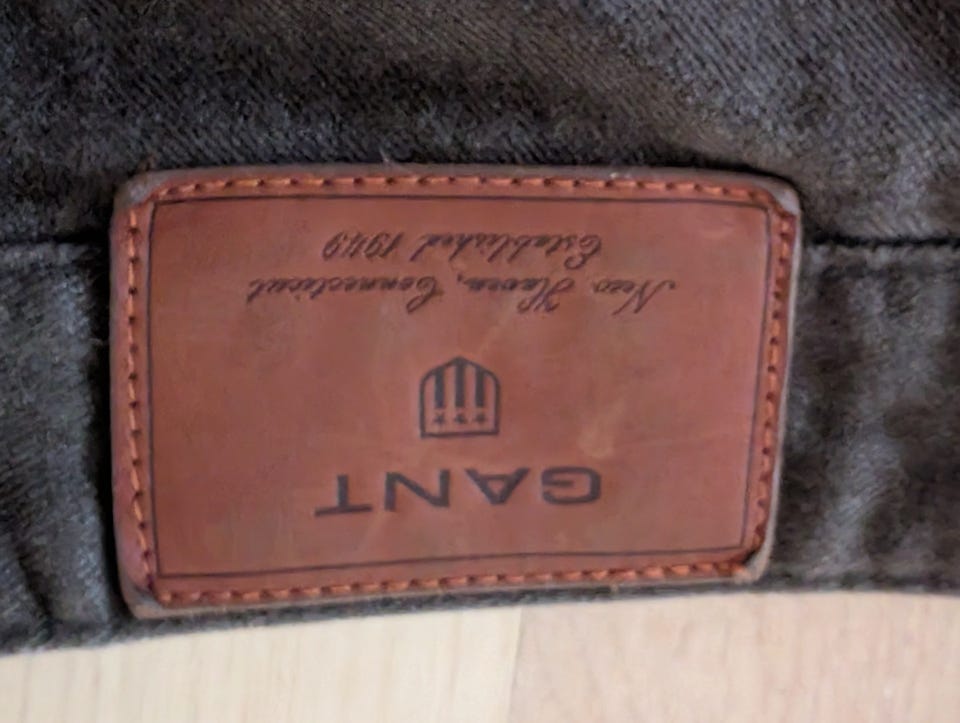 GANT
New Haven, Connecticut
Established 1949